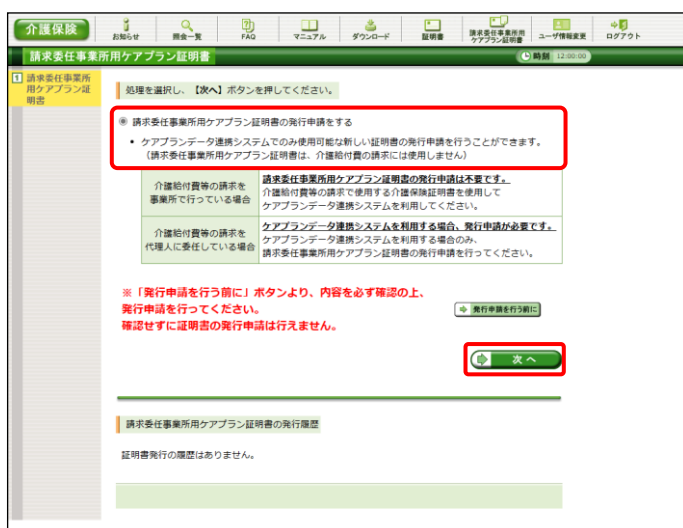 介護保険
お知らせ
照会一覧
FAQ
マニュアル
ダウンロード
証明書
請求委任事業所用
ケアプラン証明書
ユーザ情報変更
ログアウト
請求委任事業所用ケアプラン証明書
時刻 12:00:00
1 請求委任事業所
用ケアプラン証
明書
処理を選択し、【次へ】ボタンを押してください。
請求委任事業所用ケアプラン証明書の発行申請をする
• ケアプランデータ連携システムでのみ使用可能な新しい証明書の発行申請を行うことができます。
（請求委任事業所用ケアプラン証明書は、介護給付費の請求には使用しません）
介護給付費等の請求を
事業所で行っている場合
請求委任事業所用ケアプラン証明書の発行申請は不要です。
介護給付費等の請求で使用する介護保険証明書を使用して
ケアプランデータ連携システムを利用してください。
介護給付費等の請求を
代理人に委任している場合
ケアプランデータ連携システムを利用する場合、発行申請が必要です。
ケアプランデータ連携システムを利用する場合のみ、
請求委任事業所用ケアプラン証明書の発行申請を行ってください。
※「発行申請を行う前に」ボタンより、内容を必ず確認の上、
発行申請を行ってください。
確認せずに証明書の発行申請は行えません。
発行申請を行う前に
次へ
請求委任事業所用ケアプラン証明書の発行履歴
証明書発行の履歴はありません。